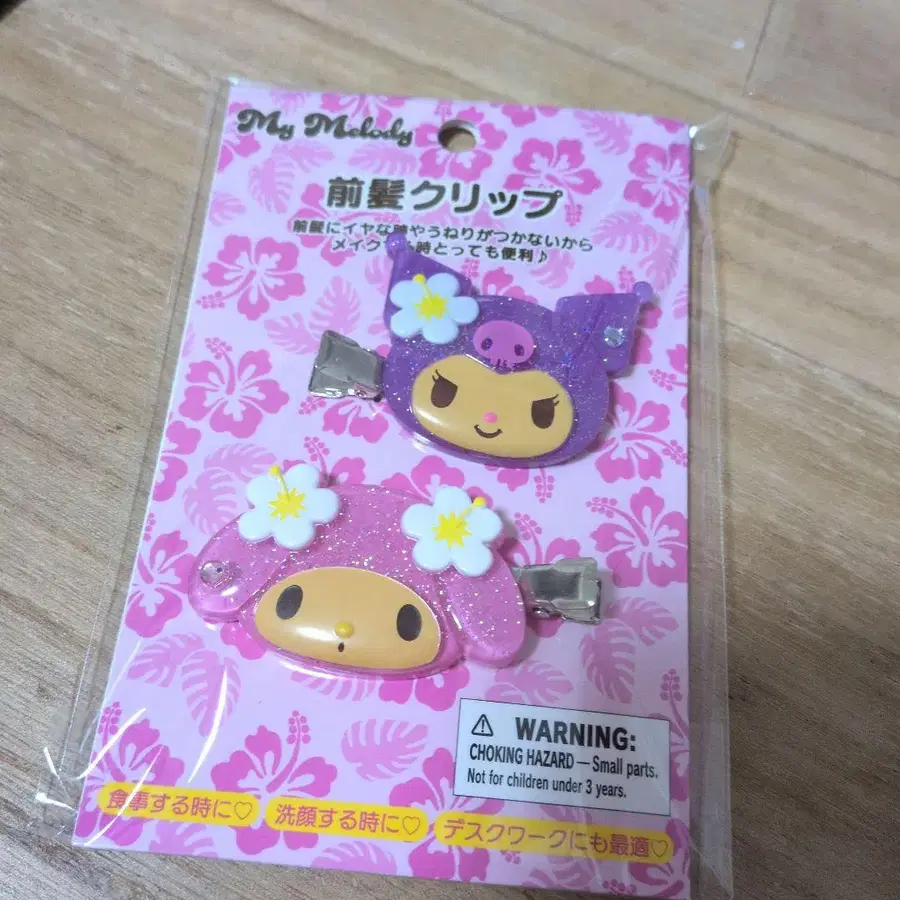 My Melody
前髪クリップ
前髪にイヤな やうねりがつかないから
メイク 時とっても便利♪
WARNING:
CHOKING HAZARD — Small parts.
Not for children under 3 years.
食事する時に♡
洗顔する時に♡
デスクワークにも最適♡